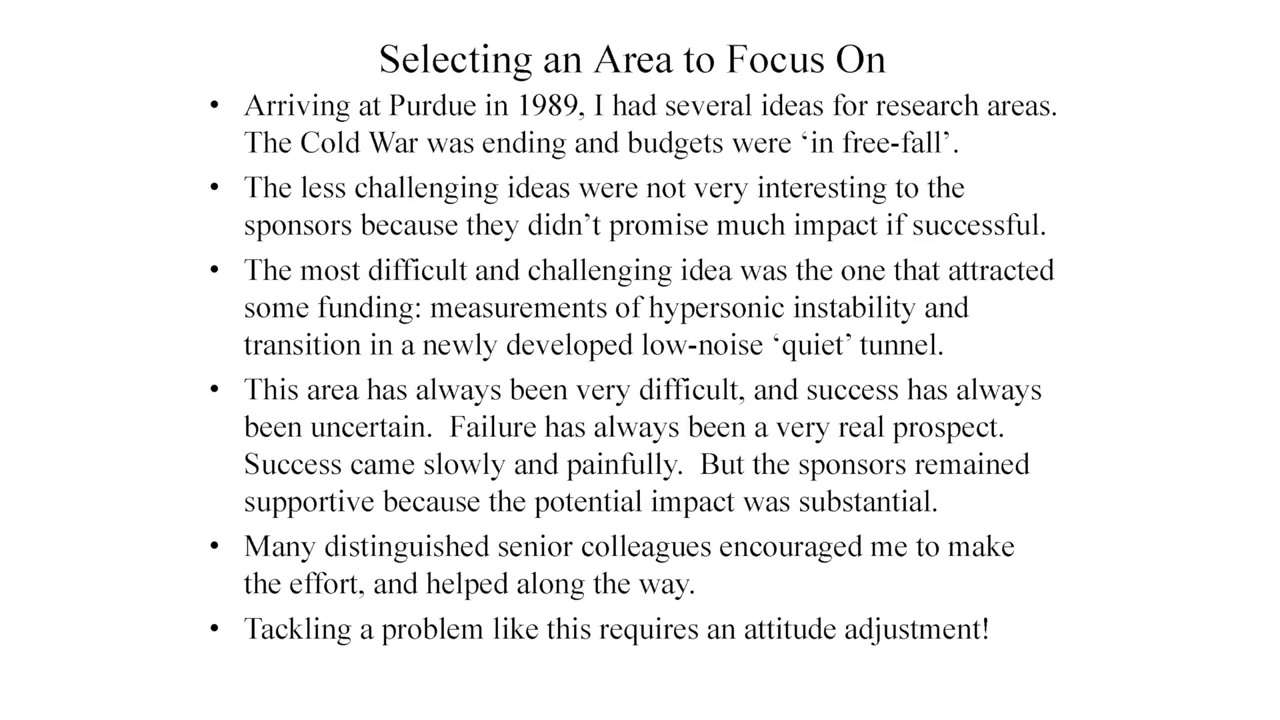 Selecting an Area to Focus On
• Arriving at Purdue in 1989, I had several ideas for research areas.
The Cold War was ending and budgets were ‘in free-fall’.
• The less challenging ideas were not very interesting to the
sponsors because they didn’t promise much impact if successful.
• The most difficult and challenging idea was the one that attracted
some funding: measurements of hypersonic instability and
transition in a newly developed low-noise ‘quiet’ tunnel.
• This area has always been very difficult, and success has always
been uncertain.  Failure has always been a very real prospect.
Success came slowly and painfully.  But the sponsors remained
supportive because the potential impact was substantial.
• Many distinguished senior colleagues encouraged me to make
the effort, and helped along the way.
• Tackling a problem like this requires an attitude adjustment!